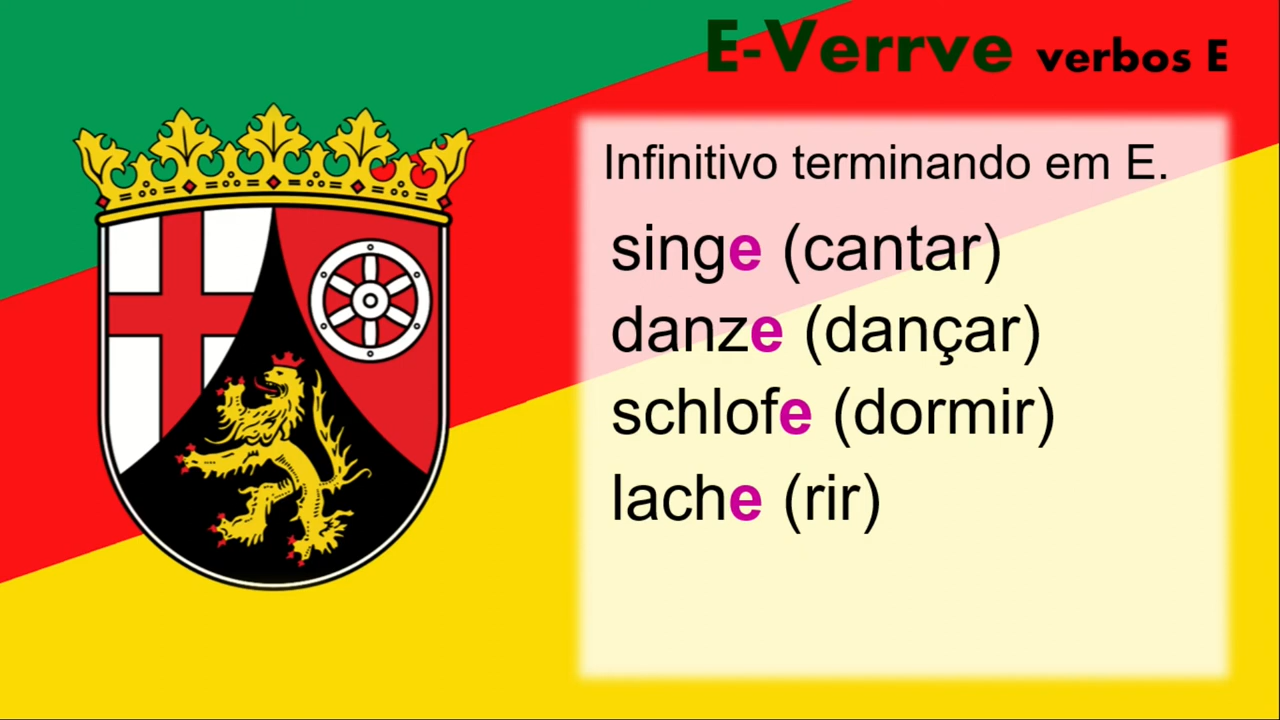 E-Verrve verbos E
Infinitivo terminando em E.
singe (cantar)
danze (dançar)
schlofe (dormir)
lache (rir)